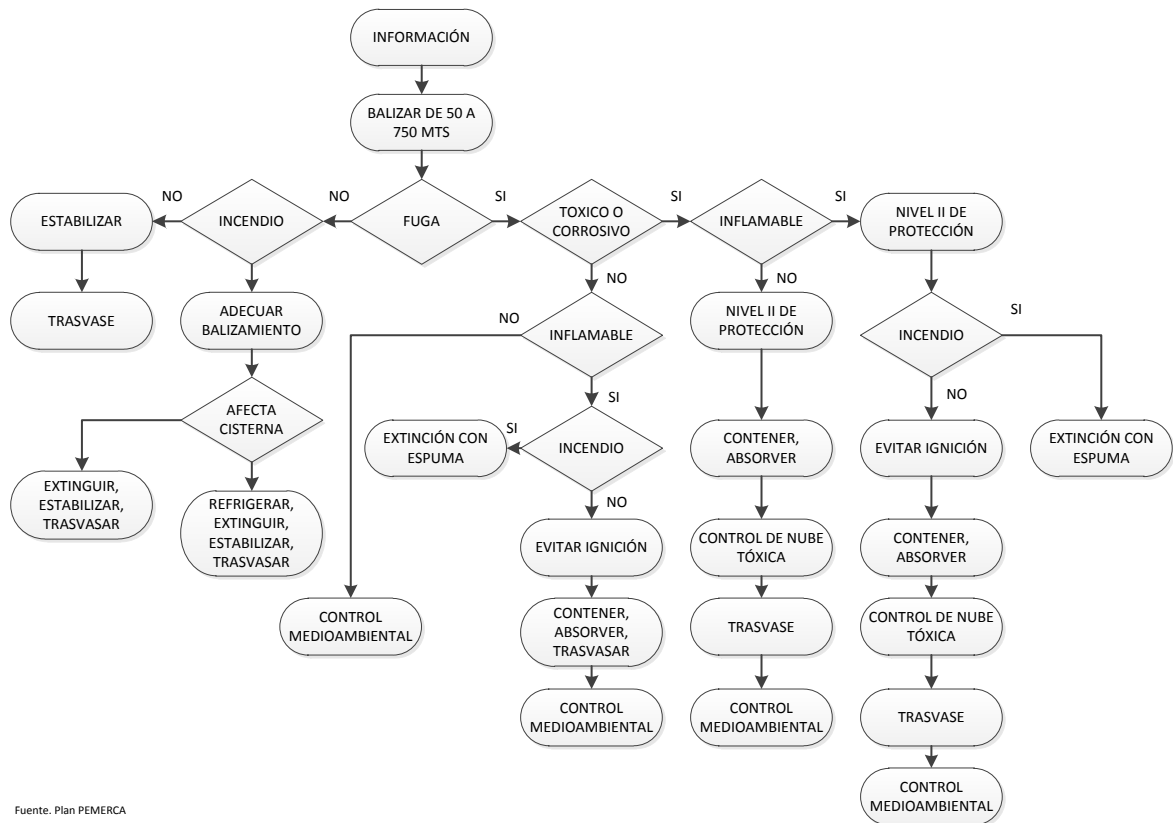 INFORMACIÓN
BALIZAR DE 50 A
750 MTS
NO
NO
SI
SI
SI
ESTABILIZAR
INCENDIO
FUGA
TOXICO O
CORROSIVO
INFLAMABLE
NIVEL II DE
PROTECCIÓN
NO
NO
TRASVASE
ADECUAR
BALIZAMIENTO
NO
INFLAMABLE
NIVEL II DE
PROTECCIÓN
INCENDIO
SI
SI
NO
AFECTA
CISTERNA
EXTINCIÓN CON
ESPUMA
SI
INCENDIO
CONTENER,
ABSORVER
EVITAR IGNICIÓN
EXTINCIÓN CON
ESPUMA
EXTINGUIR,
ESTABILIZAR,
TRASVASAR
REFRIGERAR,
EXTINGUIR,
ESTABILIZAR,
TRASVASAR
NO
EVITAR IGNICIÓN
CONTROL DE NUBE
TÓXICA
CONTENER,
ABSORVER
CONTROL
MEDIOAMBIENTAL
CONTENER,
ABSORVER,
TRASVASAR
TRASVASE
CONTROL DE NUBE
TÓXICA
CONTROL
MEDIOAMBIENTAL
CONTROL
MEDIOAMBIENTAL
TRASVASE
CONTROL
MEDIOAMBIENTAL
Fuente. Plan PEMERCA